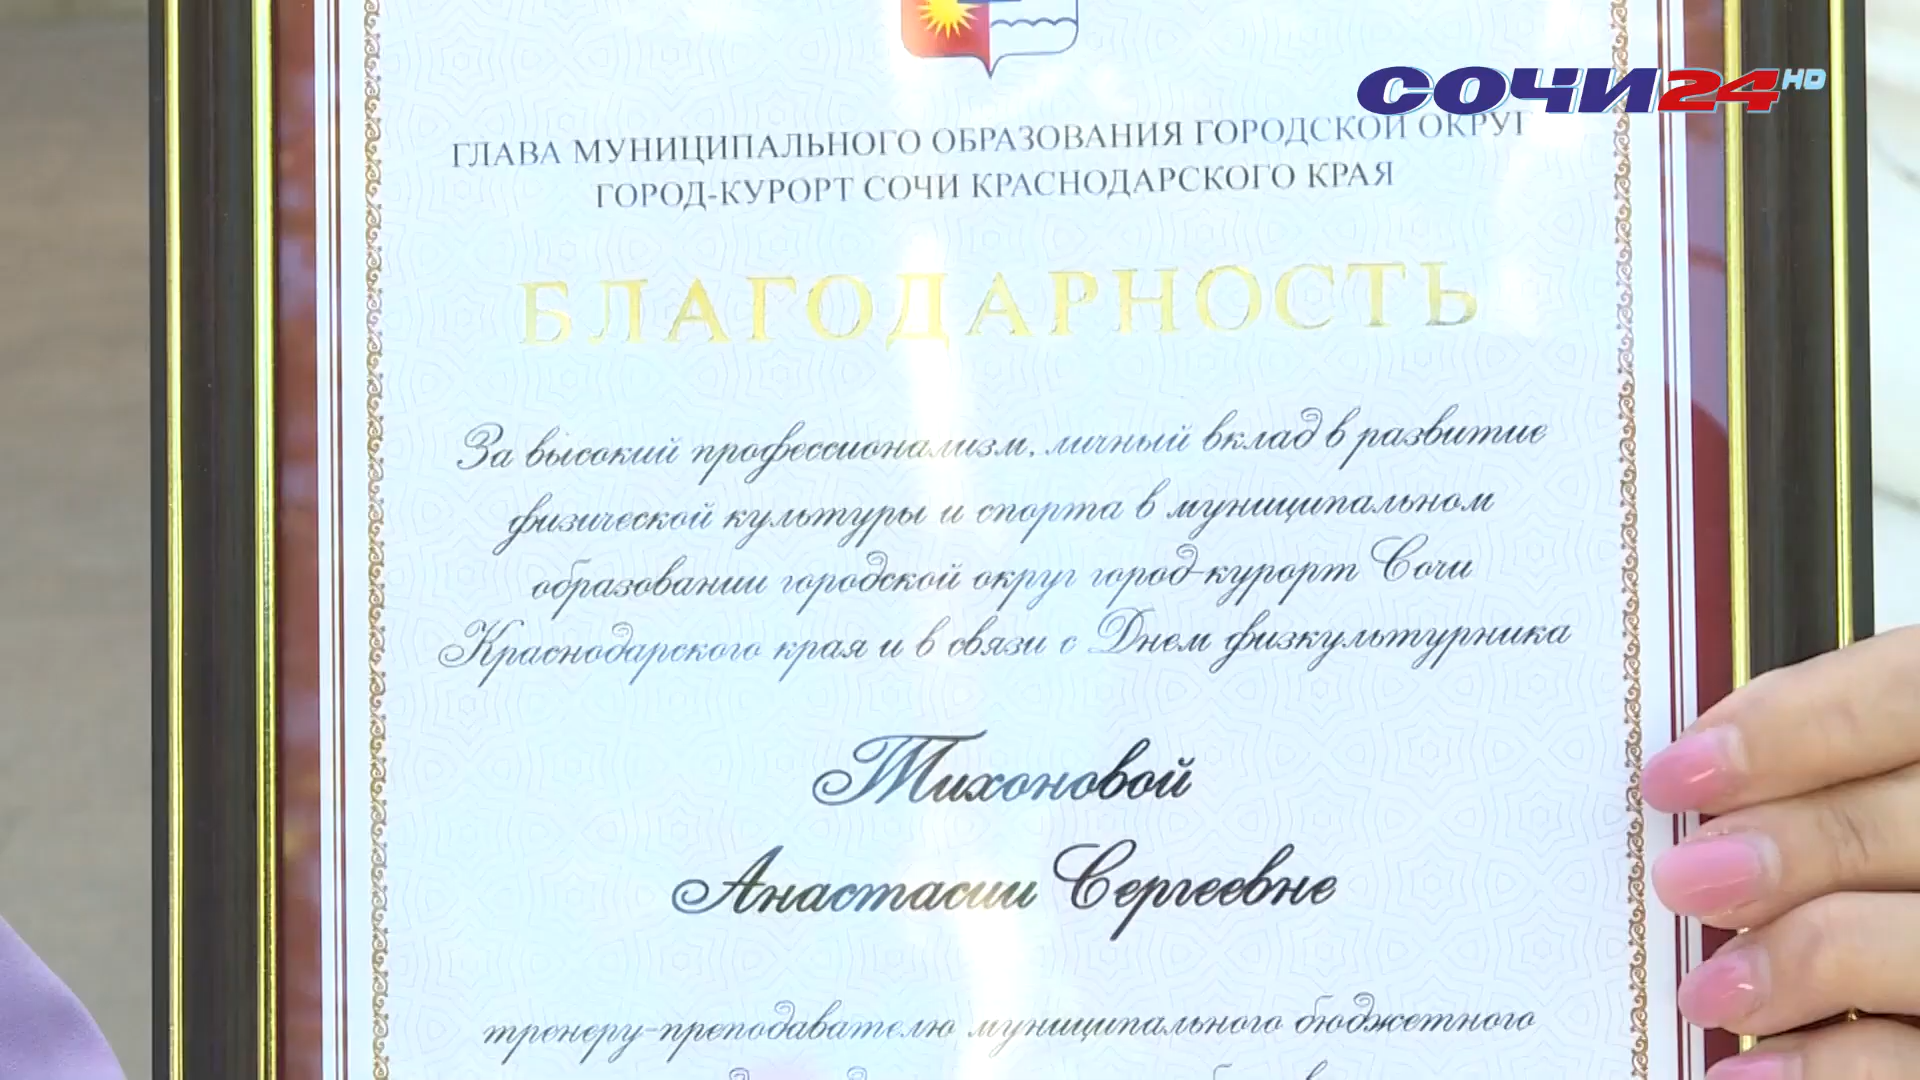 СОЧИ24 HD
ГЛАВА МУНИЦИПАЛЬНОГО ОБРАЗОВАНИЯ ГОРОДСКОЙ ОКРУГ
ГОРОД-КУРОРТ СОЧИ КРАСНОДАРСКОГО КРАЯ
БЛАГОДАРНОСТЬ
За высокий профессионализм, личный вклад в развитие
физической культуры и спорта в муниципальном
образовании городской округ город-курорт Сочи
Краснодарского края и в связи с Днем физкультурника
Тихоновой
Анастасии Сергеевне
тренеру-преподавателю муниципального бюджетного